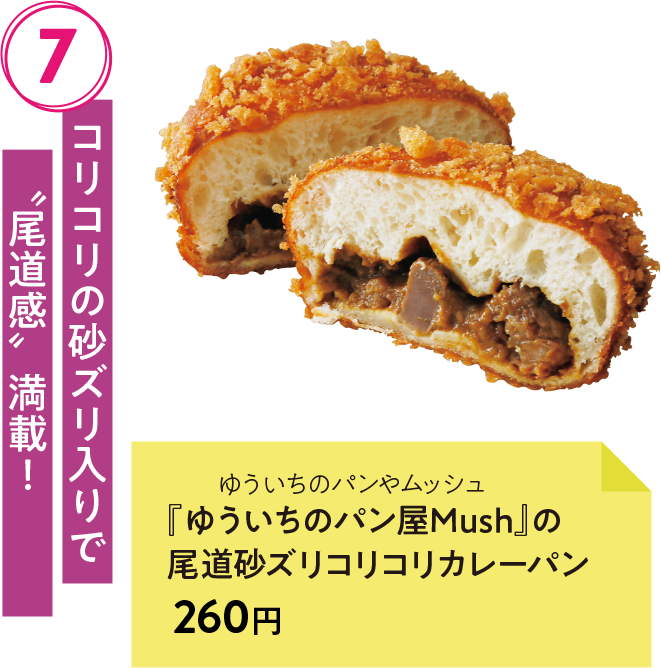 7
コリコリの砂ズリ入りで
〝尾道感〟満載！
ゆういちのパンやムッシュ
『ゆういちのパン屋Mush』の
尾道砂ズリコリコリカレーパン
260円